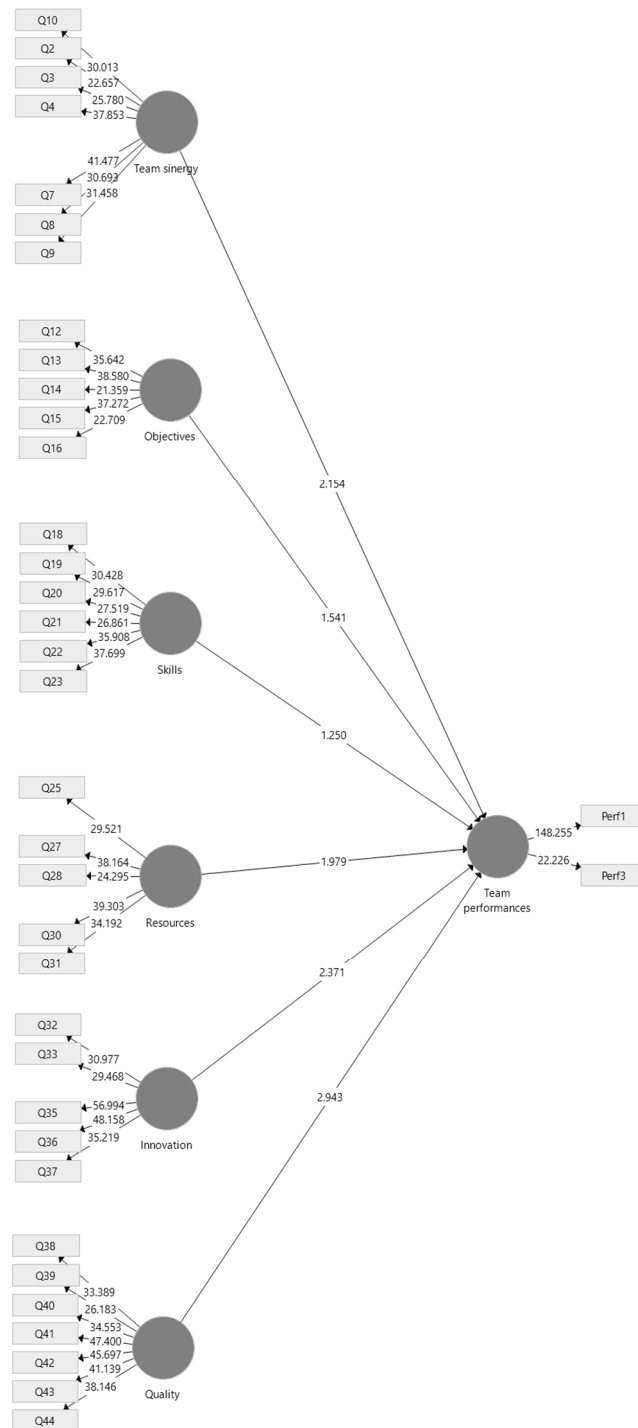 Q10
Q2
Q3
Q4
30.013
22.657
25.780
37.853
41.477
30.693
31.458
Team sinergy
Q7
Q8
Q9
Q12
Q13
Q14
Q15
Q16
35.642
38.580
21.359
37.272
22.709
Objectives
2.154
Q18
Q19
Q20
Q21
Q22
Q23
30.428
29.617
27.519
26.861
35.908
37.699
Skills
1.541
1.250
Q25
Q27
Q28
Q30
Q31
29.521
38.164
24.295
39.303
34.192
Resources
1.979
Team
performances
148.255
22.226
Perf1
Perf3
2.371
Q32
Q33
Q35
Q36
Q37
30.977
29.468
56.994
48.158
35.219
Innovation
2.943
Q38
Q39
Q40
Q41
Q42
Q43
Q44
33.389
26.183
34.553
47.400
45.697
41.139
38.146
Quality